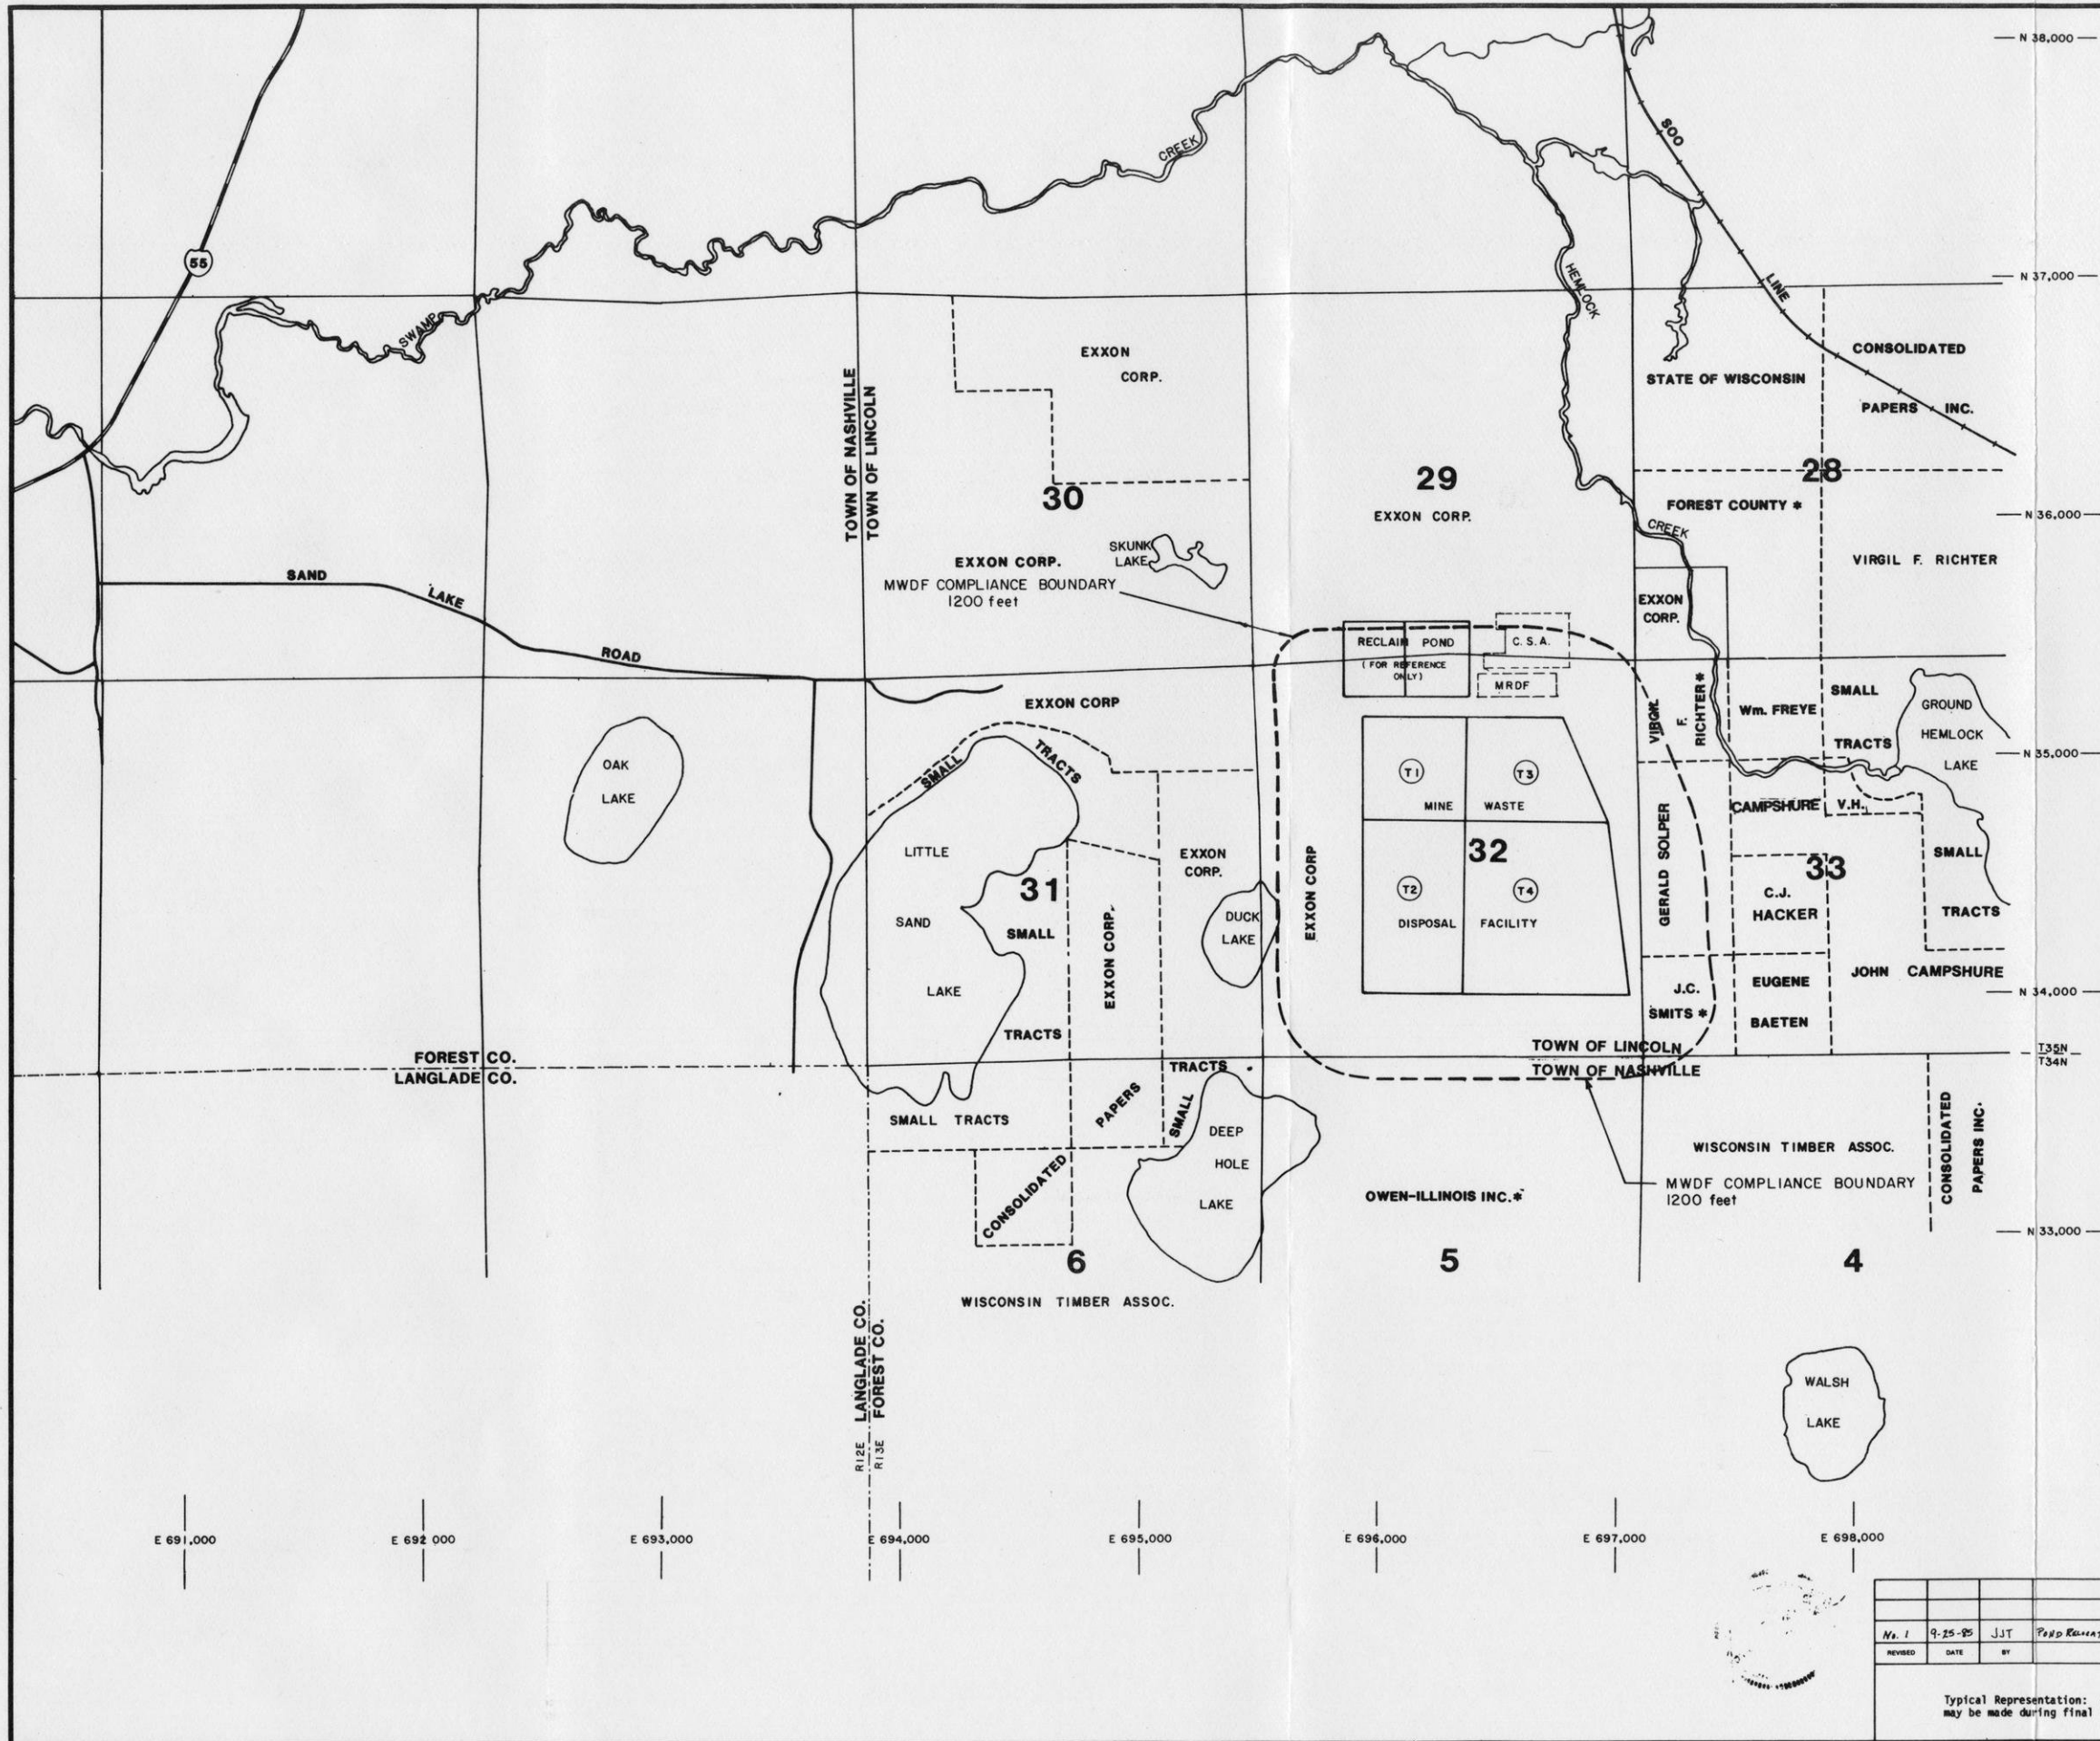 N 38,000
SOO
CREEK
55
N 37,000
LINE
HEMLOCK
SWAMP
EXXON
CORP.
CONSOLIDATED
STATE OF WISCONSIN
PAPERS INC.
TOWN OF NASHVILLE
TOWN OF LINCOLN
29
28
30
FOREST COUNTY *
EXXON CORP.
N 36,000
CREEK
SKUNK
LAKE
EXXON CORP.
VIRGIL F. RICHTER
MWDF COMPLIANCE BOUNDARY
1200 feet
SAND
LAKE
ROAD
EXXON
CORP.
RECLAIM POND
C.S.A.
( FOR REFERENCE
ONLY )
MRDF
EXXON CORP
VIRGIL
F.
RICHTER *
Wm. FREYE
SMALL
TRACTS
GROUND
HEMLOCK
LAKE
N 35,000
OAK
LAKE
SMALL
TRACTS
T1
T3
MINE WASTE
CAMPSHURE
V.H.
LITTLE
EXXON
CORP.
EXXON CORP
32
GERALD SOLPER
SMALL
33
31
T2
T4
C.J.
HACKER
TRACTS
SAND
SMALL
EXXON CORP.
DUCK
LAKE
DISPOSAL FACILITY
JOHN CAMPSHURE
LAKE
J.C.
SMITS *
EUGENE
BAETEN
N 34,000
TRACTS
TOWN OF LINCOLN
TOWN OF NASHVILLE
T35N
T34N
FOREST CO.
LANGLADE CO.
TRACTS
SMALL
SMALL TRACTS
PAPERS
CONSOLIDATED
DEEP
HOLE
LAKE
WISCONSIN TIMBER ASSOC.
CONSOLIDATED
PAPERS INC.
MWDF COMPLIANCE BOUNDARY
1200 feet
OWEN-ILLINOIS INC.*
N 33,000
6
5
4
WISCONSIN TIMBER ASSOC.
LANGLADE CO.
FOREST CO.
R12E
R13E
WALSH
LAKE
E 691,000
E 692 000
E 693,000
E 694,000
E 695,000
E 696,000
E 697,000
E 698,000
No. 1 9-25-85 JJT POND
REVISED DATE BY
Typical Representation:
may be made during final